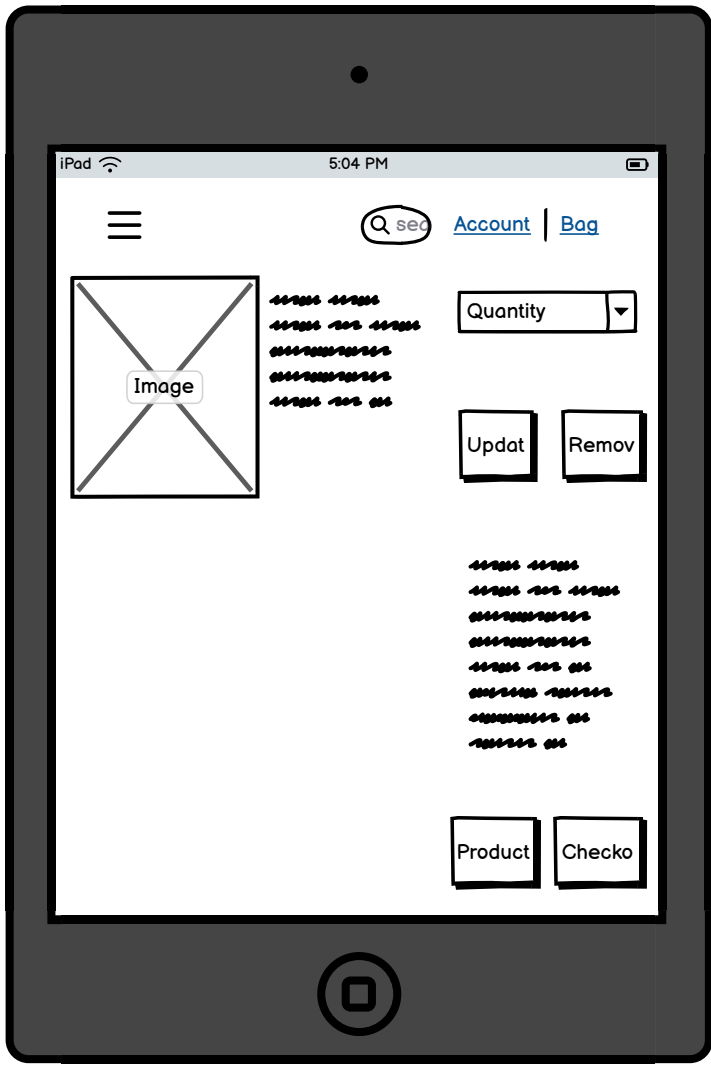 iPad 5:04 PM
sea Account Bag
Quantity
Image
Updat Remov
Product Checko